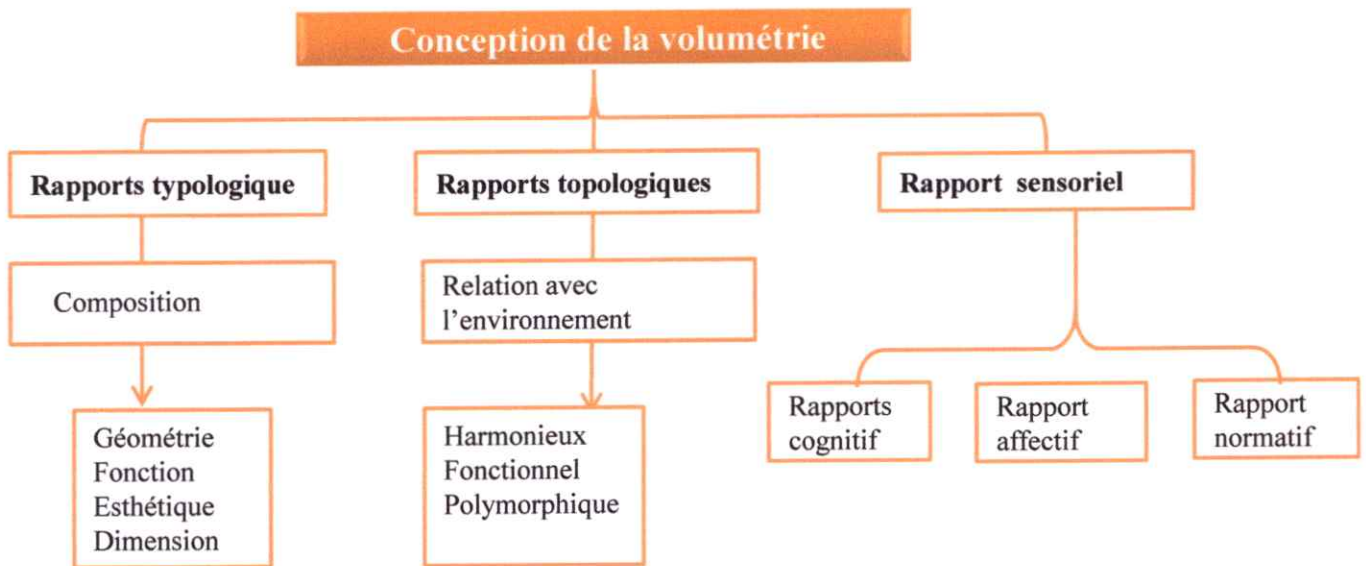 Conception de la volumétrie
Rapports typologique
Rapports topologiques
Rapport sensoriel
Composition
Relation avec
l'environnement
Géométrie
Fonction
Esthétique
Dimension
Harmonieux
Fonctionnel
Polymorphique
Rapports
cognitif
Rapport
affectif
Rapport
normatif